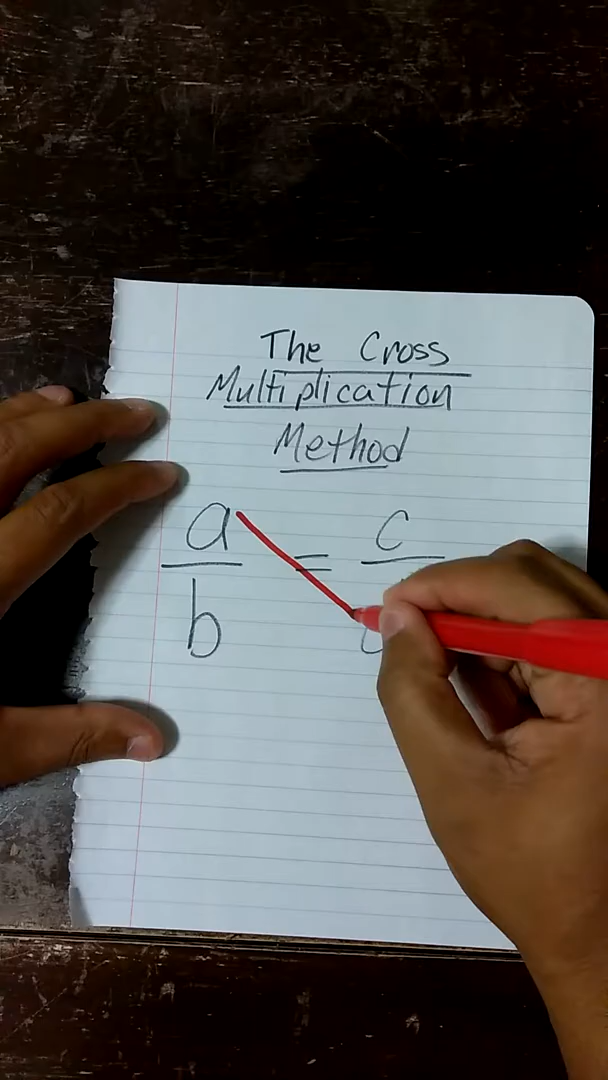 The Cross
Multiplication
Method
a = c
b